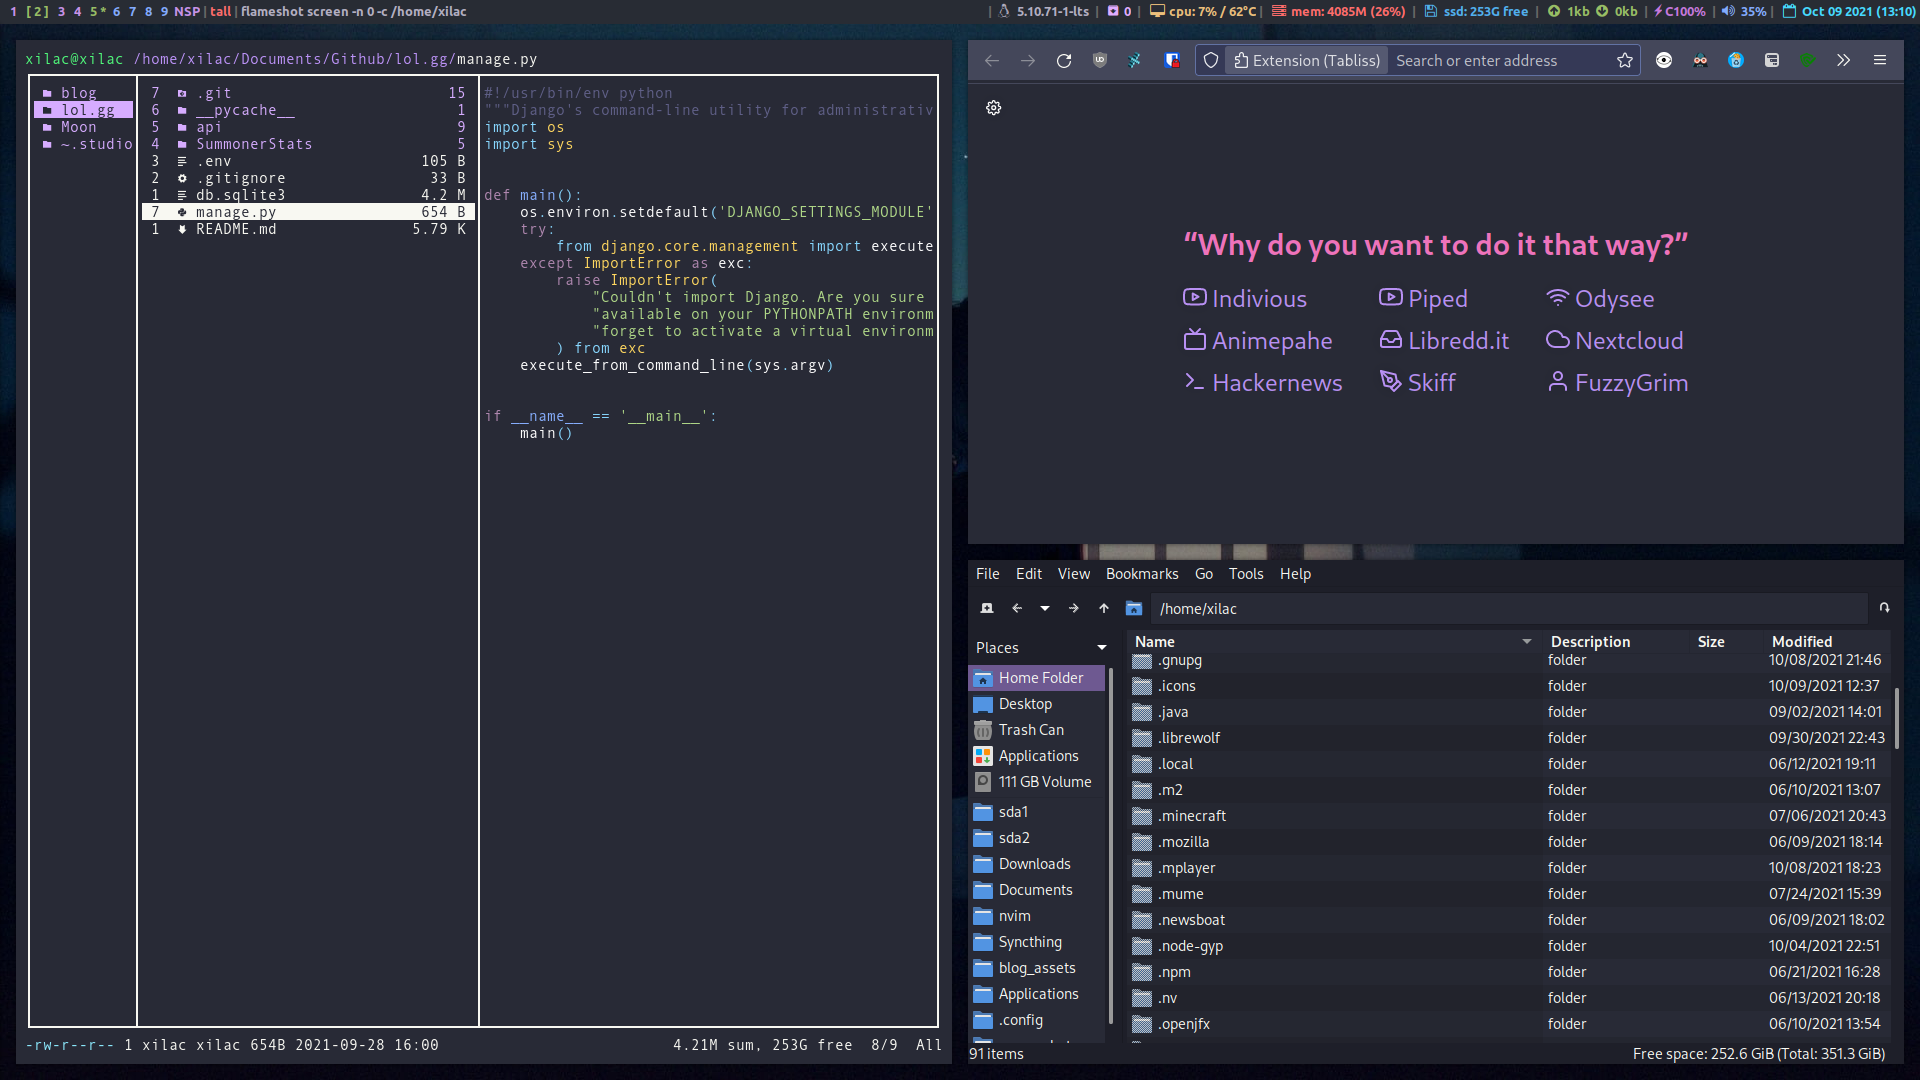 1 [2] 3 4 5* 6 7 8 9 NSP | tall | flameshot screen -n 0 -c /home/xilac
| 5.10.71-1-lts | 0 | cpu: 7% / 62°C | mem: 4085M (26%) | ssd: 253G free | 1kb 0kb | C100% | 35% | Oct 09 2021 (13:10)
xilac@xilac /home/xilac/Documents/Github/lol.gg/manage.py
blog
lol.gg
Moon
~.studio
7 .git 15
6 __pycache__ 1
5 api 9
4 SummonerStats 5
3 .env 105 B
2 .gitignore 33 B
1 db.sqlite3 4.2 M
7 manage.py 654 B
1 README.md 5.79 K
#!/usr/bin/env python
"""Django's command-line utility for administrativ
import os
import sys
def main():
os.environ.setdefault('DJANGO_SETTINGS_MODULE'
try:
from django.core.management import execute
except ImportError as exc:
raise ImportError(
"Couldn't import Django. Are you sure
"available on your PYTHONPATH environm
"forget to activate a virtual environm
) from exc
execute_from_command_line(sys.argv)
if __name__ == '__main__':
main()
-rw-r--r-- 1 xilac xilac 654B 2021-09-28 16:00 4.21M sum, 253G free 8/9 All
Extension (Tabliss) Search or enter address
“Why do you want to do it that way?”
Indivious Piped Odysee
Animepahe Libredd.it Nextcloud
Hackernews Skiff FuzzyGrim
File Edit View Bookmarks Go Tools Help
/home/xilac
Places
Home Folder
Desktop
Trash Can
Applications
111 GB Volume
sda1
sda2
Downloads
Documents
nvim
Syncthing
blog_assets
Applications
.config
Name Description Size Modified
.gnupg folder 10/08/2021 21:46
.icons folder 10/09/2021 12:37
.java folder 09/02/2021 14:01
.librewolf folder 09/30/2021 22:43
.local folder 06/12/2021 19:11
.m2 folder 06/10/2021 13:07
.minecraft folder 07/06/2021 20:43
.mozilla folder 06/09/2021 18:14
.mplayer folder 10/08/2021 18:23
.mume folder 07/24/2021 15:39
.newsboat folder 06/09/2021 18:02
.node-gyp folder 10/04/2021 22:51
.npm folder 06/21/2021 16:28
.nv folder 06/13/2021 20:18
.openjfx folder 06/10/2021 13:54
91 items Free space: 252.6 GiB (Total: 351.3 GiB)